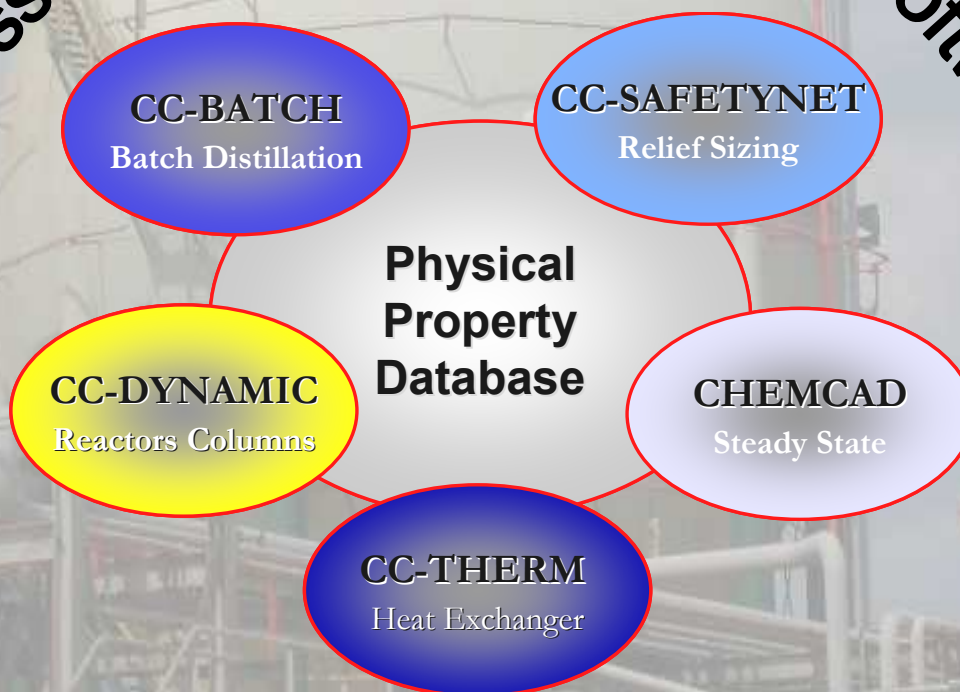 CC-BATCH
Batch Distillation
CC-SAFETYNET
Relief Sizing
Physical
Property
Database
CC-DYNAMIC
Reactors Columns
CHEMCAD
Steady State
CC-THERM
Heat Exchanger